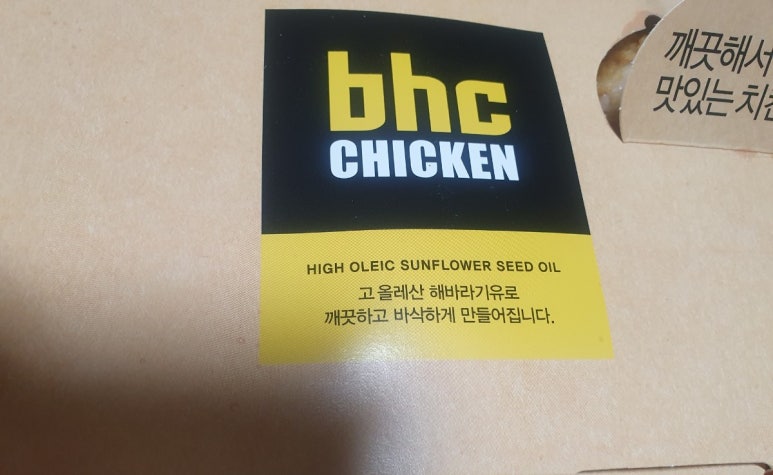 bhc
CHICKEN
HIGH OLEIC SUNFLOWER SEED OIL
고 올레산 해바라기유로
깨끗하고 바삭하게 만들어집니다.
깨끗해서
맛있는